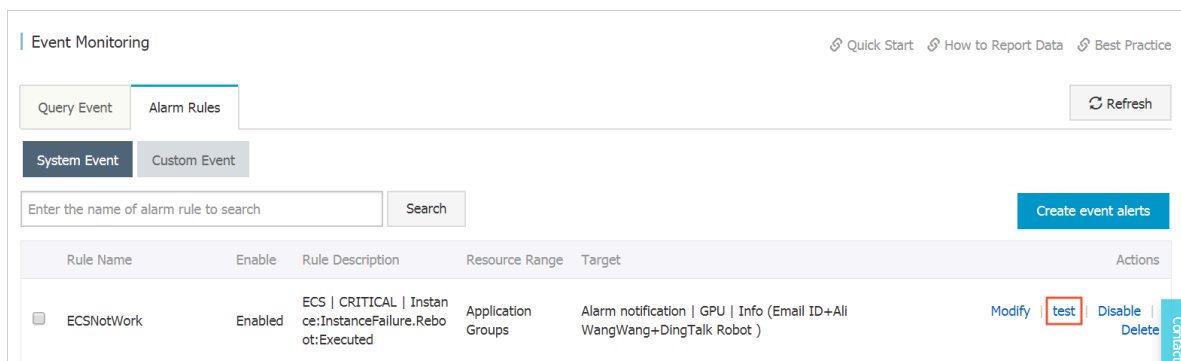 Event Monitoring
Quick Start How to Report Data Best Practice
Query Event Alarm Rules Refresh
System Event Custom Event
Enter the name of alarm rule to search Search
Create event alerts
Rule Name Enable Rule Description Resource Range Target Actions
ECSNotWork Enabled
ECS | CRITICAL | Instan
ce:InstanceFailure.Rebo
ot:Executed
Application
Groups
Alarm notification | GPU | Info (Email ID+Ali
WangWang+DingTalk Robot )
Modify | test | Disable |
Delete
Contact